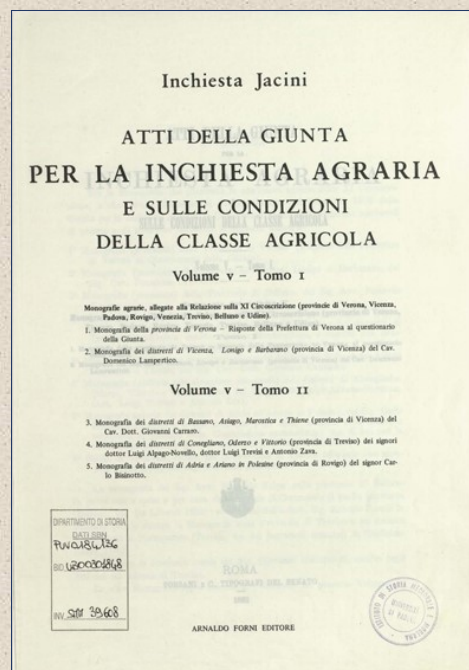 Inchiesta Jacini
ATTI DELLA GIUNTA
PER LA INCHIESTA AGRARIA
E SULLE CONDIZIONI
DELLA CLASSE AGRICOLA
Volume V – Tomo I
Monografie agrarie, allegate alla Relazione sulla XI Circoscrizione (provincie di Verona, Vicenza,
Padova, Rovigo, Venezia, Treviso, Belluno e Udine).
1. Monografia della provincia di Verona – Risposte della Prefettura di Verona al questionario
della Giunta.
2. Monografia dei distretti di Vicenza, Lonigo e Barbarano (provincia di Vicenza) del Cav.
Domenico Lampertico.
Volume V – Tomo II
3. Monografia dei distretti di Bassano, Asiago, Marostica e Thiene (provincia di Vicenza) del
Cav. Dott. Giovanni Carraro.
4. Monografia dei distretti di Conegliano, Oderzo e Vittorio (provincia di Treviso) dei signori
dottor Luigi Alpago-Novello, dottor Luigi Trevisi e Antonio Zava.
5. Monografia dei distretti di Adria e Ariano in Polesine (provincia di Rovigo) del signor Car-
lo Bisinotto.
DIPARTIMENTO DI STORIA
DATI SBN
PUV0184136
BID
INV. 39608
ROMA
ARNALDO FORNI EDITORE